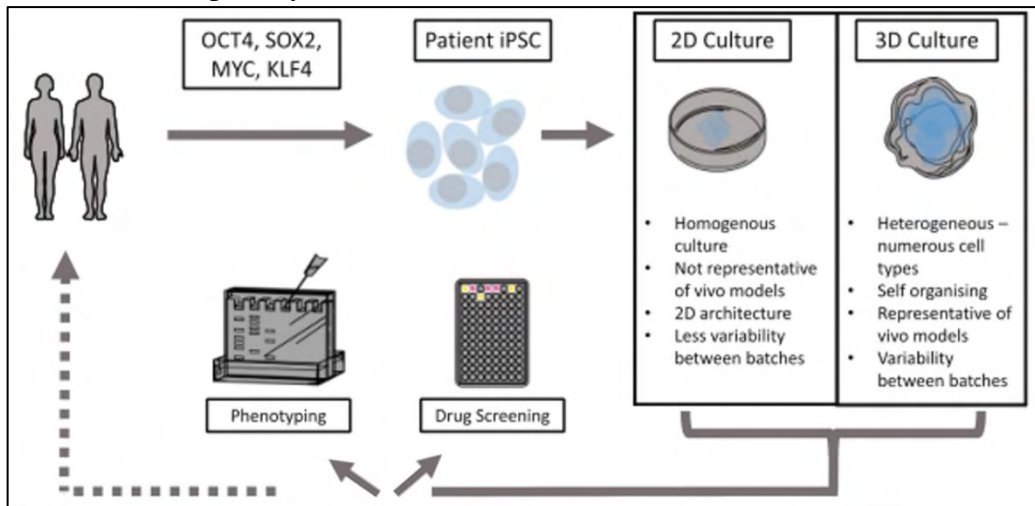 OCT4, SOX2,
MYC, KLF4
Patient iPSC
2D Culture
3D Culture
• Homogenous
culture
• Not representative
of vivo models
• 2D architecture
• Less variability
between batches
• Heterogeneous –
numerous cell
types
• Self organising
• Representative of
vivo models
• Variability
between batches
Phenotyping
Drug Screening